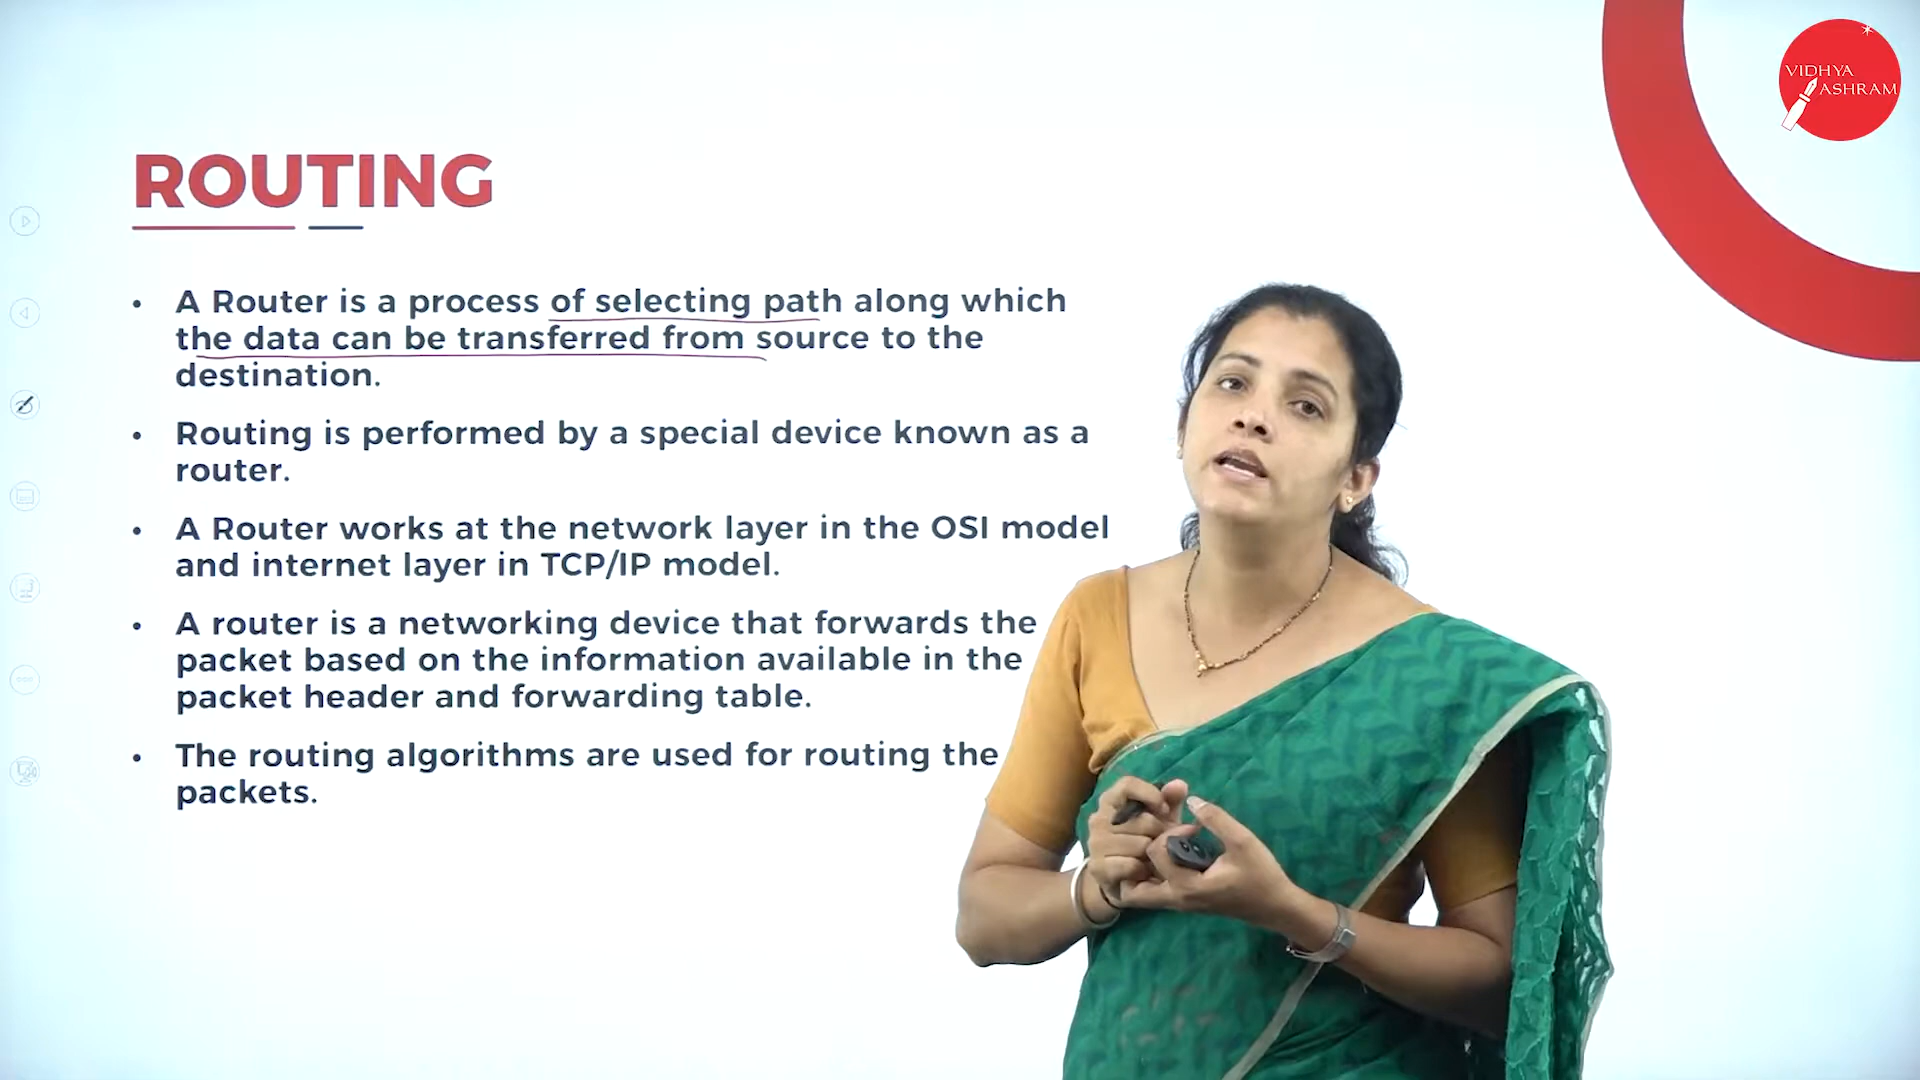 VIDHYA
ASHRAM
ROUTING
• A Router is a process of selecting path along which
the data can be transferred from source to the
destination.
• Routing is performed by a special device known as a
router.
• A Router works at the network layer in the OSI model
and internet layer in TCP/IP model.
• A router is a networking device that forwards the
packet based on the information available in the
packet header and forwarding table.
• The routing algorithms are used for routing the
packets.